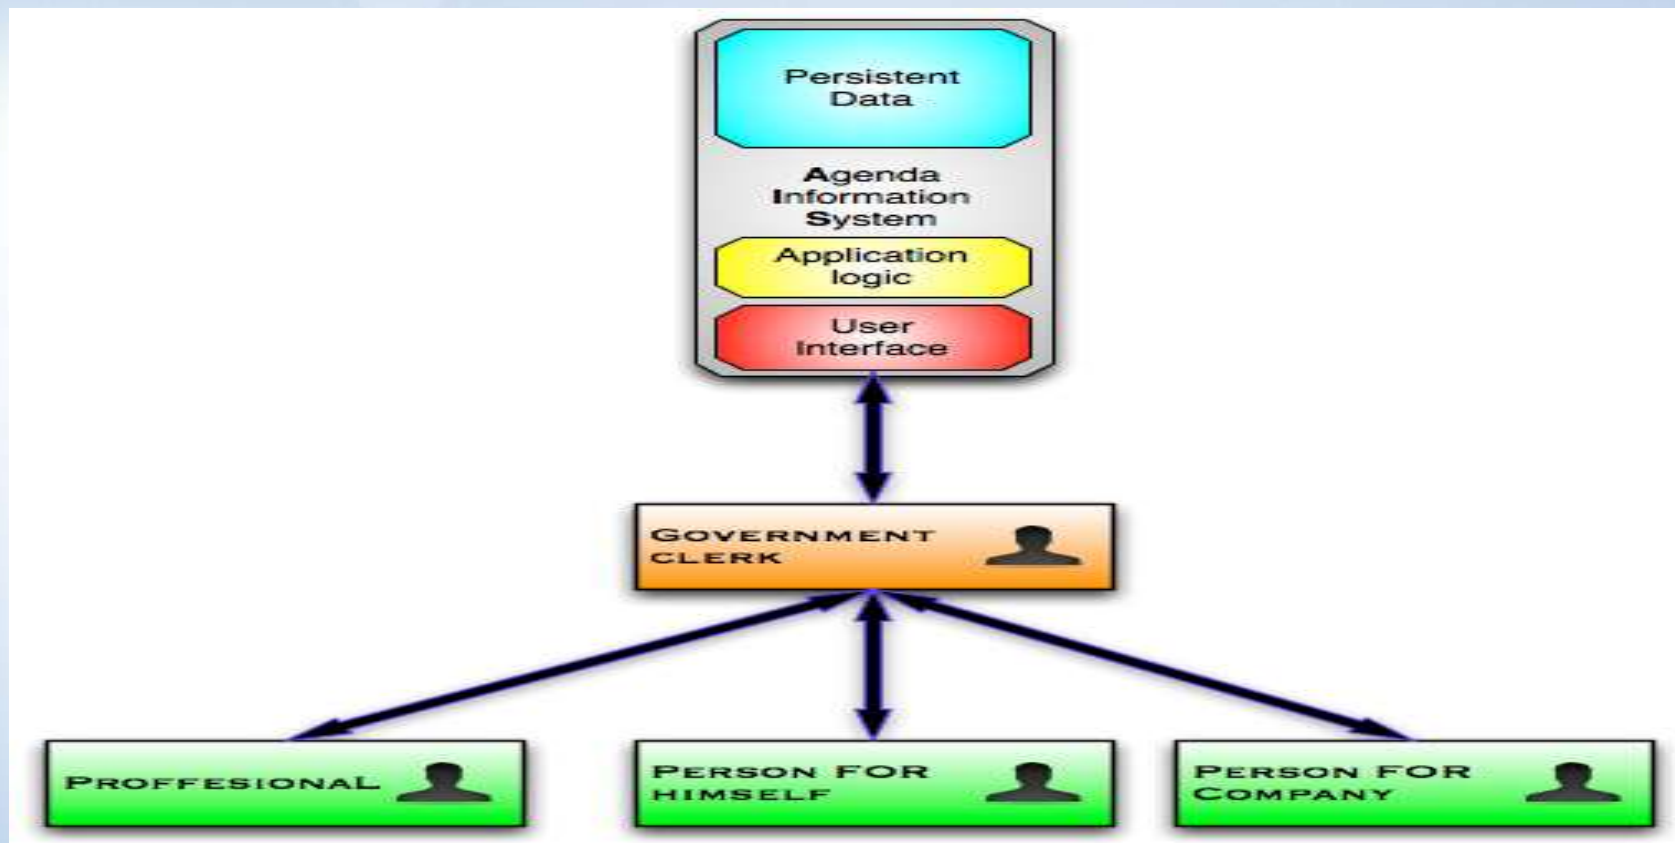 Persistent
Data
Agenda
Information
System
Application
logic
User
Interface
GOVERNMENT
CLERK
PROFFESIONAL
PERSON FOR
HIMSELF
PERSON FOR
COMPANY